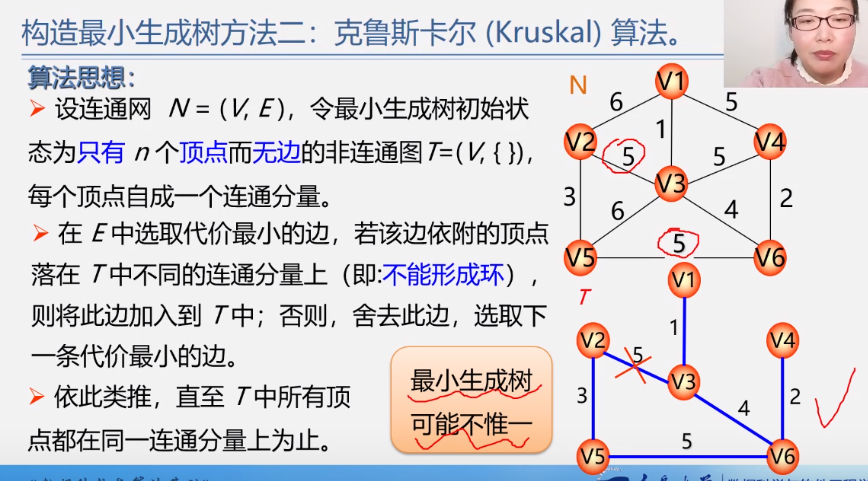 构造最小生成树方法二：克鲁斯卡尔 (Kruskal) 算法。
算法思想：
➢ 设连通网 N = (V, E )，令最小生成树初始状
态为只有 n 个顶点而无边的非连通图T=(V, { })，
每个顶点自成一个连通分量。
➢ 在 E 中选取代价最小的边，若该边依附的顶点
落在 T 中不同的连通分量上（即:不能形成环），
则将此边加入到 T 中；否则，舍去此边，选取下
一条代价最小的边。
➢ 依此类推，直至 T 中所有顶
点都在同一连通分量上为止。
最小生成树
可能不惟一
N
V1
6
5
1
V2
5
5
V4
V3
3
6
4
2
5
V5
V6
T
V1
1
V2
5
V4
V3
3
4
2
5
V5
V6